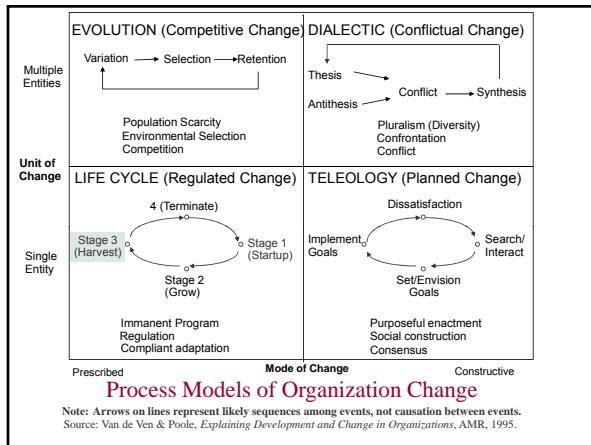 EVOLUTION (Competitive Change)
Variation
Selection
Retention
Population Scarcity
Environmental Selection
Competition
DIALECTIC (Conflictual Change)
Thesis
Antithesis
Conflict
Synthesis
Pluralism (Diversity)
Confrontation
Conflict
Multiple
Entities
Unit of
Change
Single
Entity
LIFE CYCLE (Regulated Change)
4 (Terminate)
Stage 3
(Harvest)
Stage 1
(Startup)
Stage 2
(Grow)
Immanent Program
Regulation
Compliant adaptation
TELEOLOGY (Planned Change)
Dissatisfaction
Implement
Goals
Search/
Interact
Set/Envision
Goals
Purposeful enactment
Social construction
Consensus
Prescribed
Mode of Change
Constructive
Process Models of Organization Change
Note: Arrows on lines represent likely sequences among events, not causation between events.
Source: Van de Ven & Poole, Explaining Development and Change in Organizations, AMR, 1995.